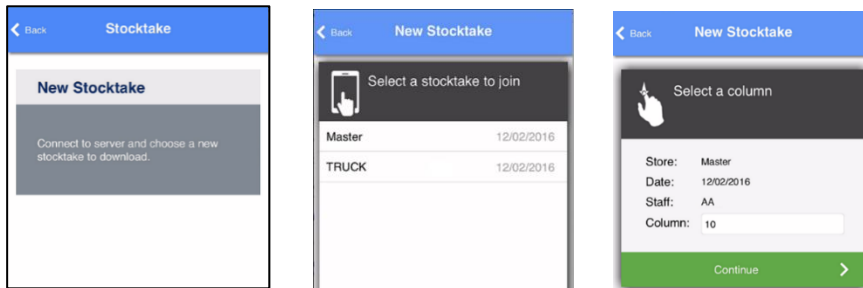 Back Stocktake
New Stocktake
Connect to server and choose a new
stocktake to download.
Back New Stocktake
Select a stocktake to join
Master 12/02/2016
TRUCK 12/02/2016
Back New Stocktake
Select a column
Store: Master
Date: 12/02/2016
Staff: AA
Column: 10
Continue